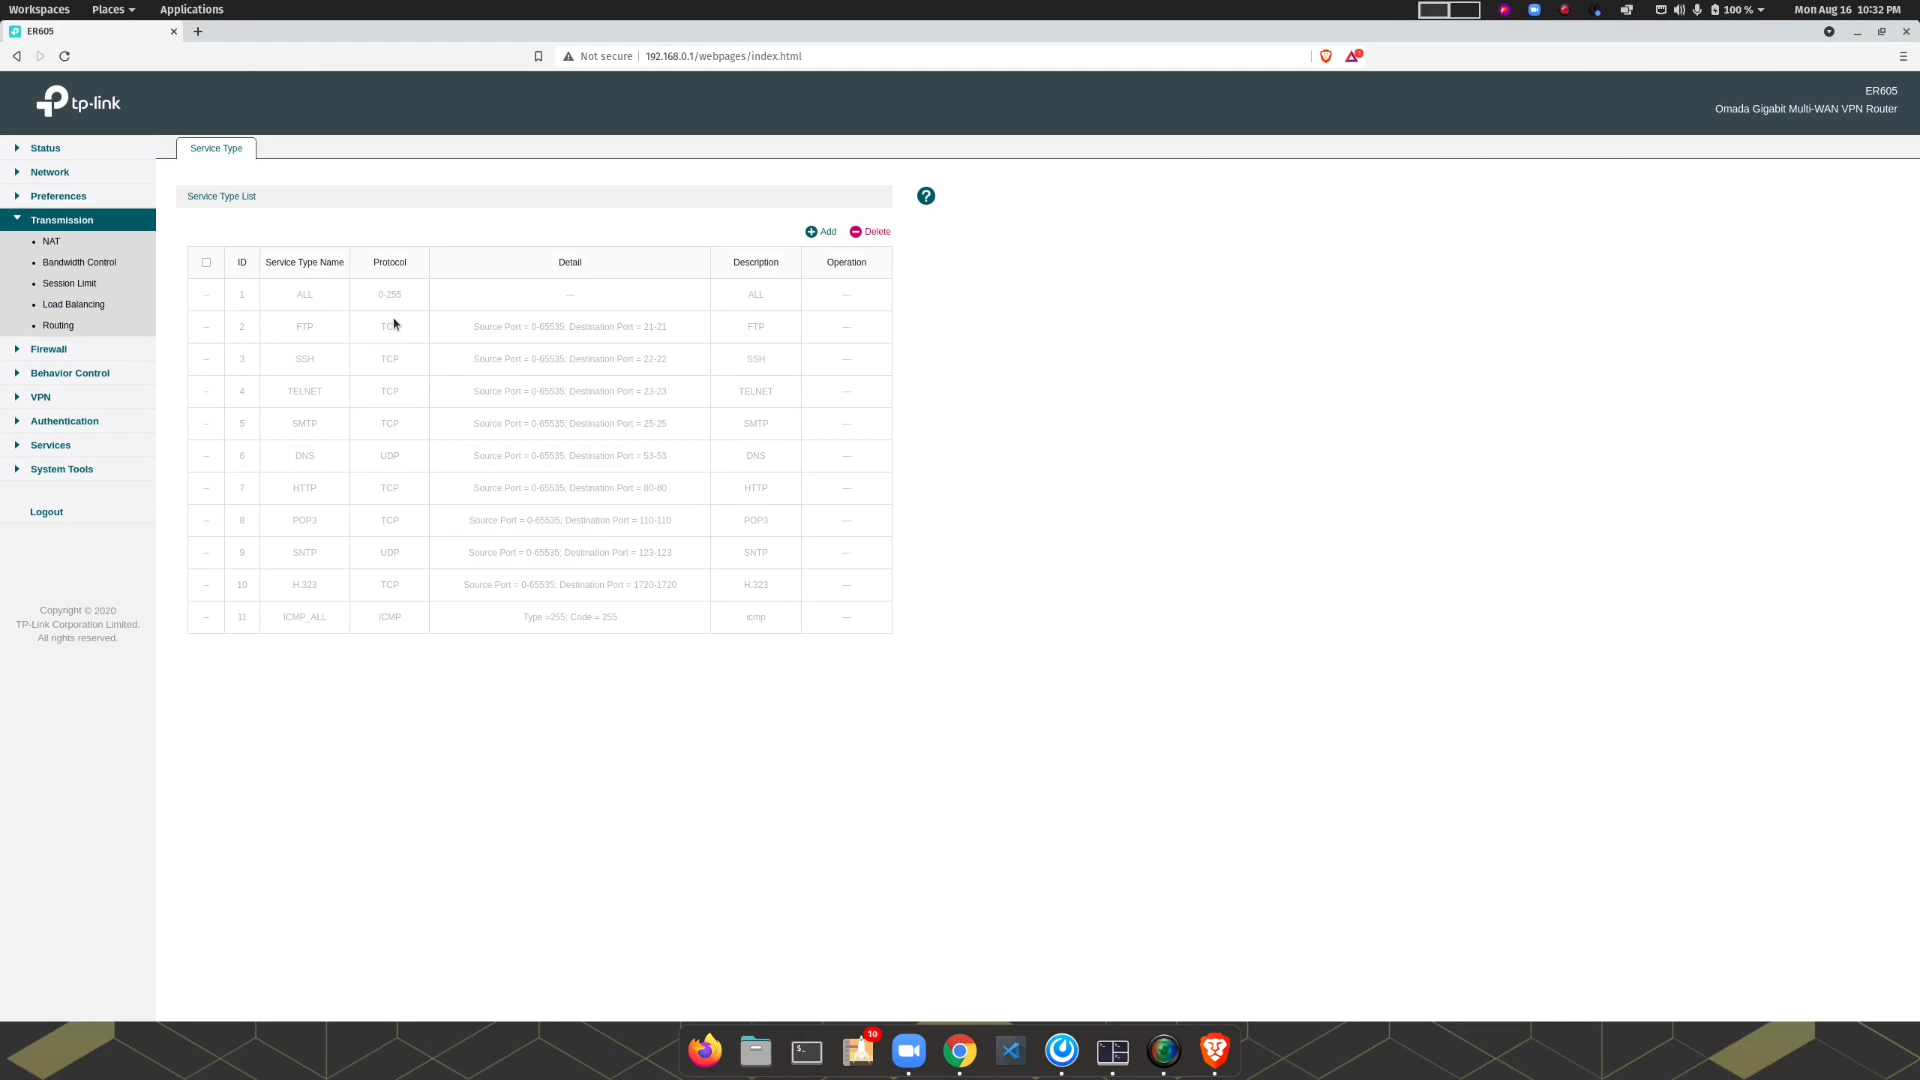 Workspaces Places Applications 100 % Mon Aug 16 10:32 PM
ER605
Not secure 192.168.0.1/webpages/index.html
tp-link
ER605
Omada Gigabit Multi-WAN VPN Router
Status
Network
Preferences
Transmission
NAT
Bandwidth Control
Session Limit
Load Balancing
Routing
Firewall
Behavior Control
VPN
Authentication
Services
System Tools
Logout
Copyright © 2020
TP-Link Corporation Limited.
All rights reserved.
Service Type
Service Type List
?
Add Delete
ID Service Type Name Protocol Detail Description Operation
-- 1 ALL 0-255 --- ALL ---
-- 2 FTP TCP Source Port = 0-65535; Destination Port = 21-21 FTP ---
-- 3 SSH TCP Source Port = 0-65535; Destination Port = 22-22 SSH ---
-- 4 TELNET TCP Source Port = 0-65535; Destination Port = 23-23 TELNET ---
-- 5 SMTP TCP Source Port = 0-65535; Destination Port = 25-25 SMTP ---
-- 6 DNS UDP Source Port = 0-65535; Destination Port = 53-53 DNS ---
-- 7 HTTP TCP Source Port = 0-65535; Destination Port = 80-80 HTTP ---
-- 8 POP3 TCP Source Port = 0-65535; Destination Port = 110-110 POP3 ---
-- 9 SNTP UDP Source Port = 0-65535; Destination Port = 123-123 SNTP ---
-- 10 H.323 TCP Source Port = 0-65535; Destination Port = 1720-1720 H.323 ---
-- 11 ICMP_ALL ICMP Type =255; Code = 255 icmp ---
10